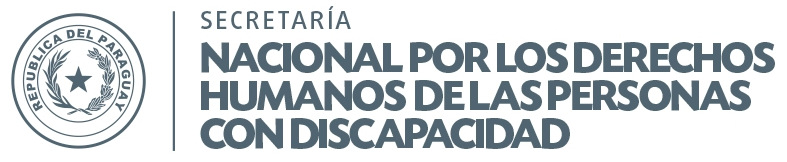 REPUBLICA DEL PARAGUAY
SECRETARÍA
NACIONAL POR LOS DERECHOS
HUMANOS DE LAS PERSONAS
CON DISCAPACIDAD